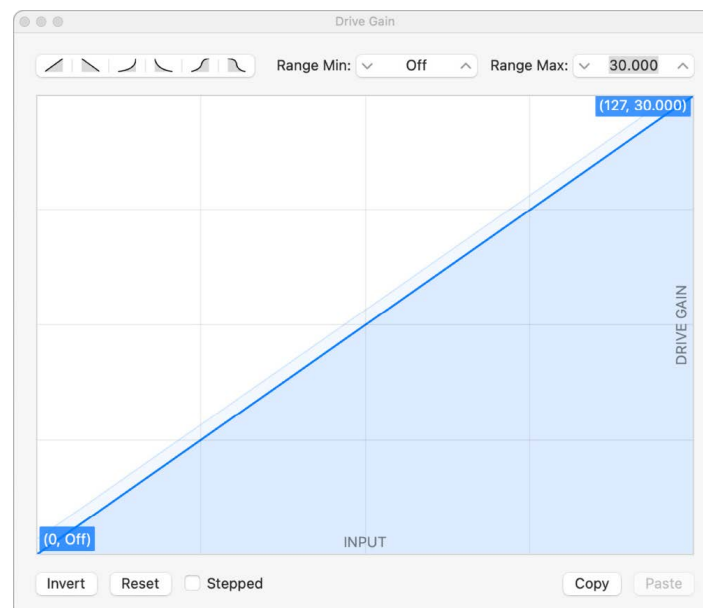 Drive Gain
Range Min: Off Range Max: 30.000
(127, 30.000)
DRIVE GAIN
(0, Off)
INPUT
Invert Reset Stepped Copy Paste